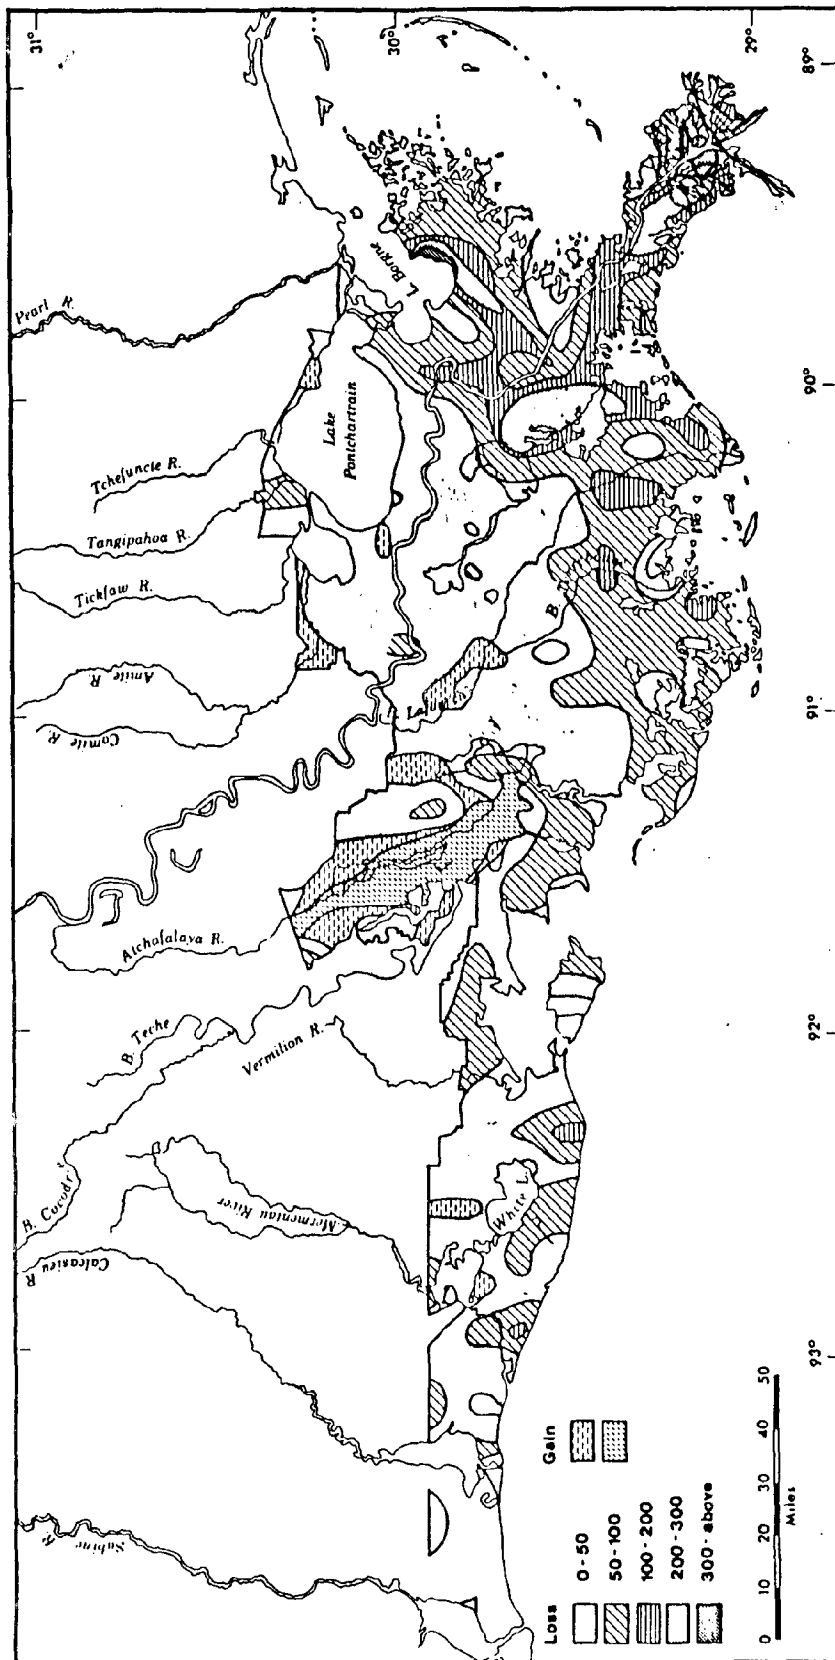 31°
30°
29°
89°
90°
91°
92°
93°
Pearl R.
L. Borgne
Lake
Pontchartrain
Tchefuncte R.
Tangipahoa R.
Tickfaw R.
Amite
R.
Comite R.
B.
Atchafalaya R.
B. Teche
Vermilion R.
B. Cocodr
Mermentau River
White L.
Calcasieu
R
Sabine
R.
Loss
0-50
50-100
100-200
200-300
300-above
Gain
0 10 20 30 40 50
Miles